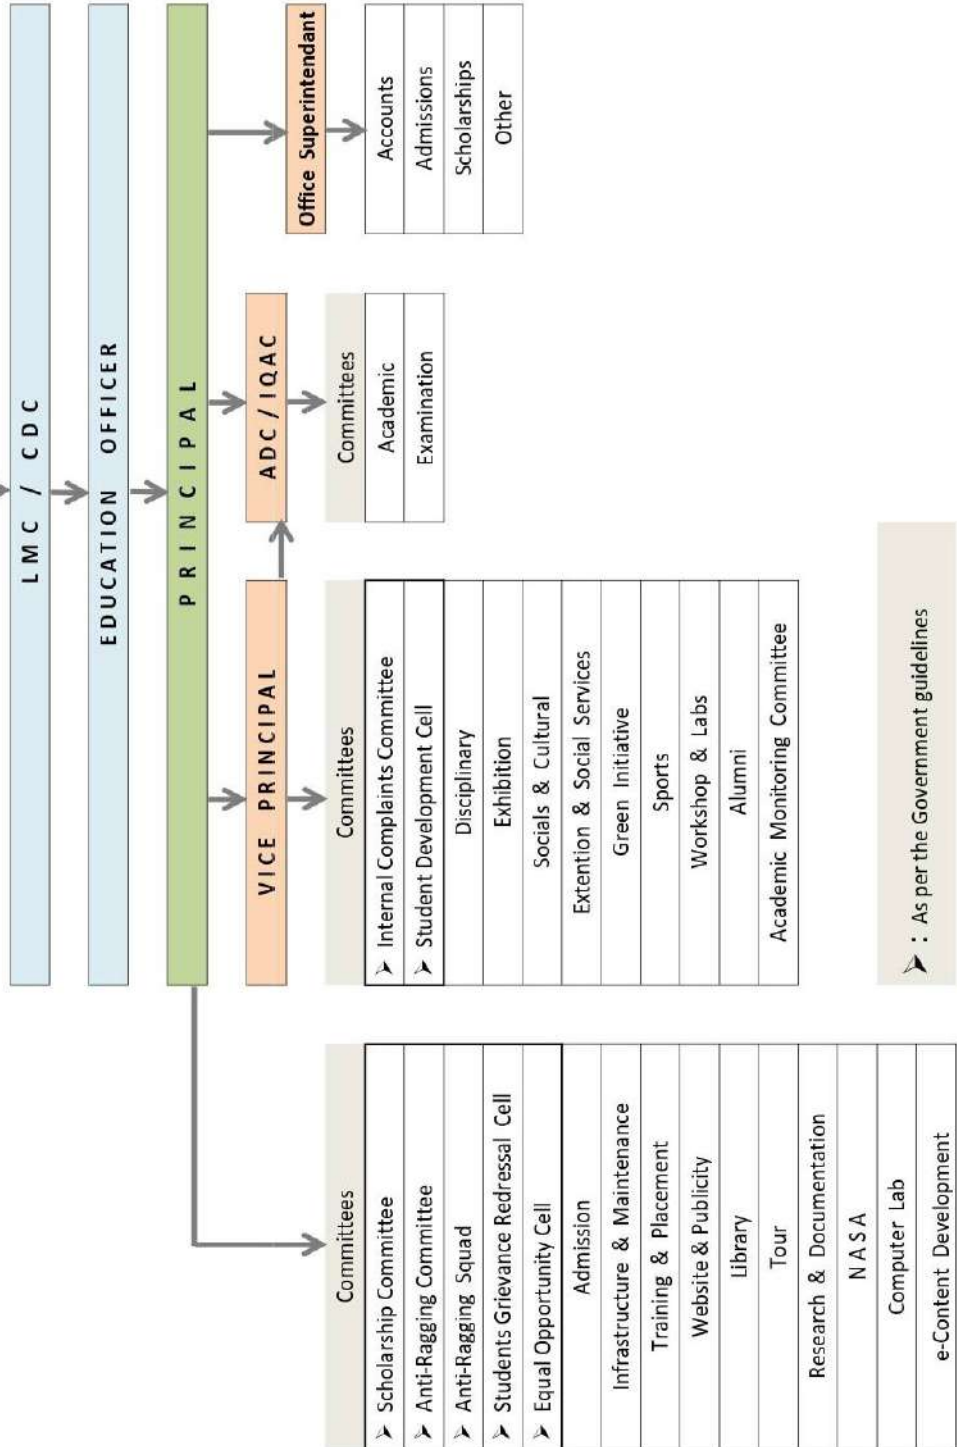 LMC / CDC
EDUCATION OFFICER
PRINCIPAL
VICE PRINCIPAL
ADC / IQAC
Office Superintendant
Committees
➤ Scholarship Committee
➤ Anti-Ragging Committee
➤ Anti-Ragging Squad
➤ Students Grievance Redressal Cell
➤ Equal Opportunity Cell
Admission
Infrastructure & Maintenance
Training & Placement
Website & Publicity
Library
Tour
Research & Documentation
N A S A
Computer Lab
e-Content Development
Committees
➤ Internal Complaints Committee
➤ Student Development Cell
Disciplinary
Exhibition
Socials & Cultural
Extention & Social Services
Green Initiative
Sports
Workshop & Labs
Alumni
Academic Monitoring Committee
Committees
Academic
Examination
Accounts
Admissions
Scholarships
Other
➤ : As per the Government guidelines